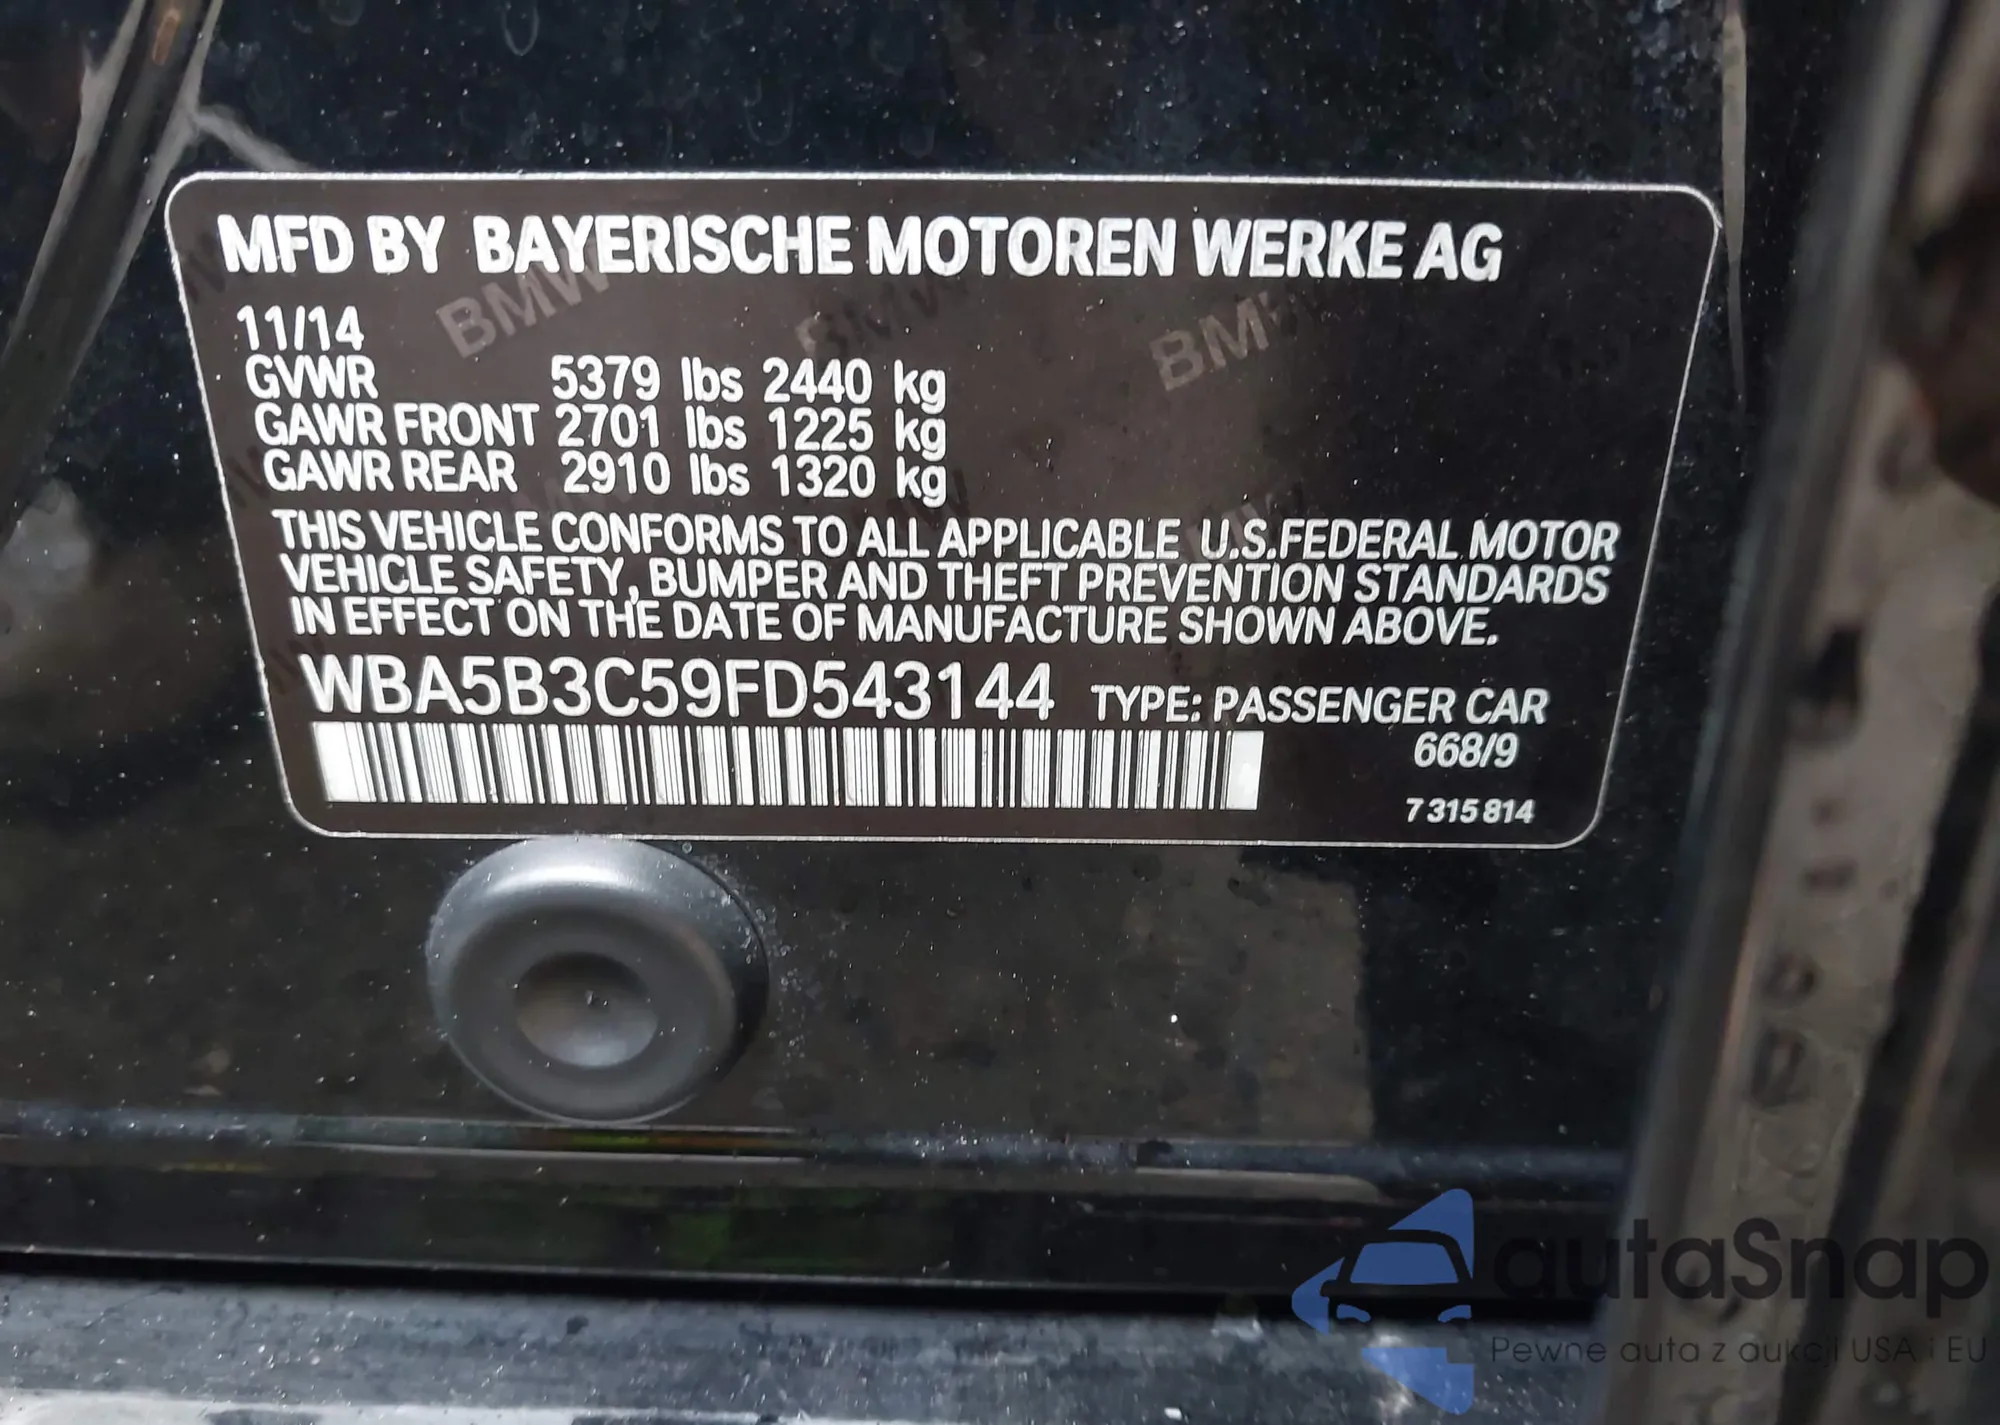 MFD BY BAYERISCHE MOTOREN WERKE AG
11/14
GVWR 5379 lbs 2440 kg
GAWR FRONT 2701 lbs 1225 kg
GAWR REAR 2910 lbs 1320 kg
THIS VEHICLE CONFORMS TO ALL APPLICABLE U.S.FEDERAL MOTOR
VEHICLE SAFETY, BUMPER AND THEFT PREVENTION STANDARDS
IN EFFECT ON THE DATE OF MANUFACTURE SHOWN ABOVE.
WBA5B3C59FD543144 TYPE: PASSENGER CAR
668/9
7 315 814
BMW BMW BMW
autaSnap
Pewne auta z aukcji USA i EU